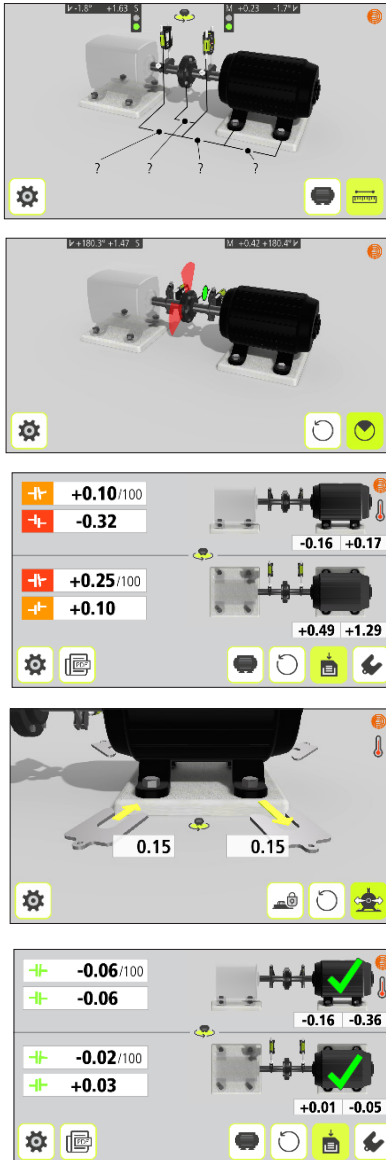 -1.8° +1.63 S
M +0.23 -1.7°
? ? ? ?
+180.3° +1.47 S
M +0.42 +180.4°
+0.10/100
-0.32
-0.16 +0.17
+0.25/100
+0.10
+0.49 +1.29
PDF
0.15 0.15
-0.06/100
-0.06
-0.16 -0.36
-0.02/100
+0.03
+0.01 -0.05
PDF